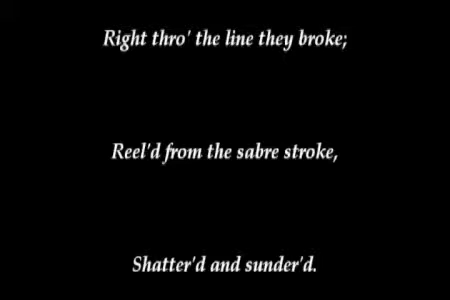 Right thro' the line they broke;
Reel'd from the sabre stroke,
Shatter'd and sunder'd.